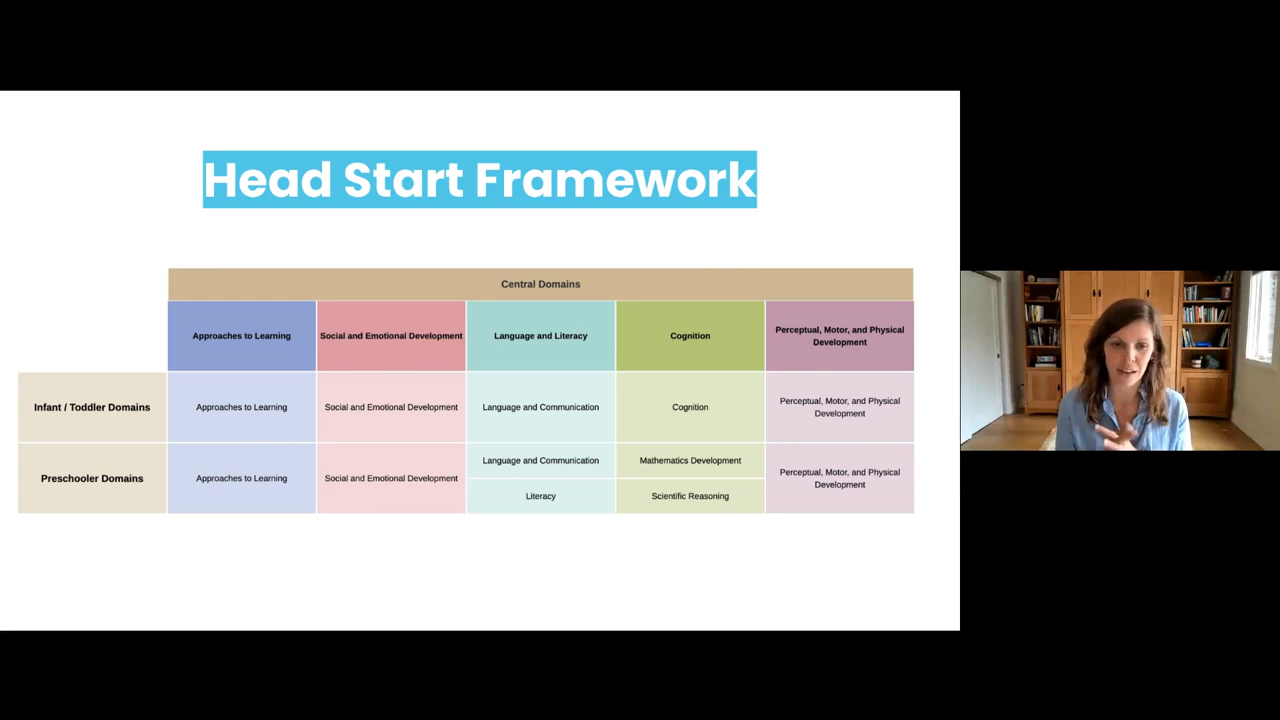 Head Start Framework
Central Domains
Approaches to Learning
Social and Emotional Development
Language and Literacy
Cognition
Perceptual, Motor, and Physical
Development
Infant / Toddler Domains
Approaches to Learning
Social and Emotional Development
Language and Communication
Cognition
Perceptual, Motor, and Physical
Development
Preschooler Domains
Approaches to Learning
Social and Emotional Development
Language and Communication
Literacy
Mathematics Development
Scientific Reasoning
Perceptual, Motor, and Physical
Development